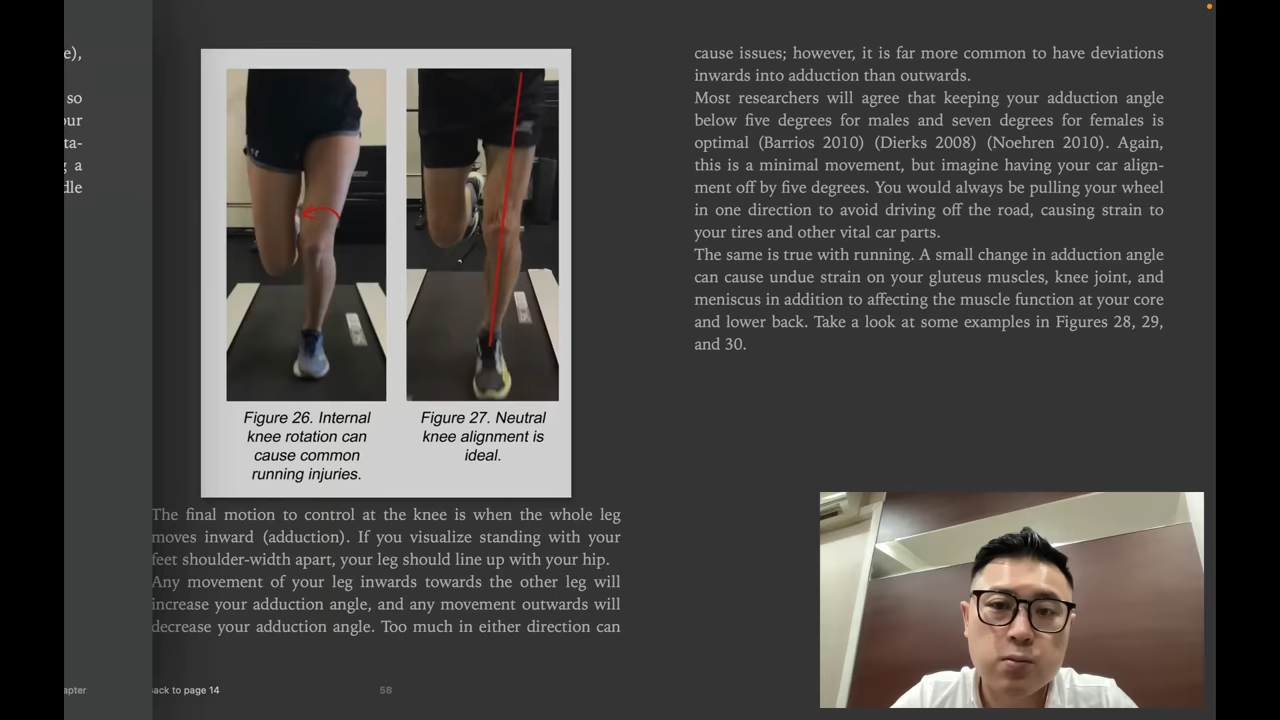 e),
so
our
ta-
g a
dle
Figure 26. Internal
knee rotation can
cause common
running injuries.
Figure 27. Neutral
knee alignment is
ideal.
The final motion to control at the knee is when the whole leg
moves inward (adduction). If you visualize standing with your
feet shoulder-width apart, your leg should line up with your hip.
Any movement of your leg inwards towards the other leg will
increase your adduction angle, and any movement outwards will
decrease your adduction angle. Too much in either direction can
cause issues; however, it is far more common to have deviations
inwards into adduction than outwards.
Most researchers will agree that keeping your adduction angle
below five degrees for males and seven degrees for females is
optimal (Barrios 2010) (Dierks 2008) (Noehren 2010). Again,
this is a minimal movement, but imagine having your car align-
ment off by five degrees. You would always be pulling your wheel
in one direction to avoid driving off the road, causing strain to
your tires and other vital car parts.
The same is true with running. A small change in adduction angle
can cause undue strain on your gluteus muscles, knee joint, and
meniscus in addition to affecting the muscle function at your core
and lower back. Take a look at some examples in Figures 28, 29,
and 30.
apter
ack to page 14
58